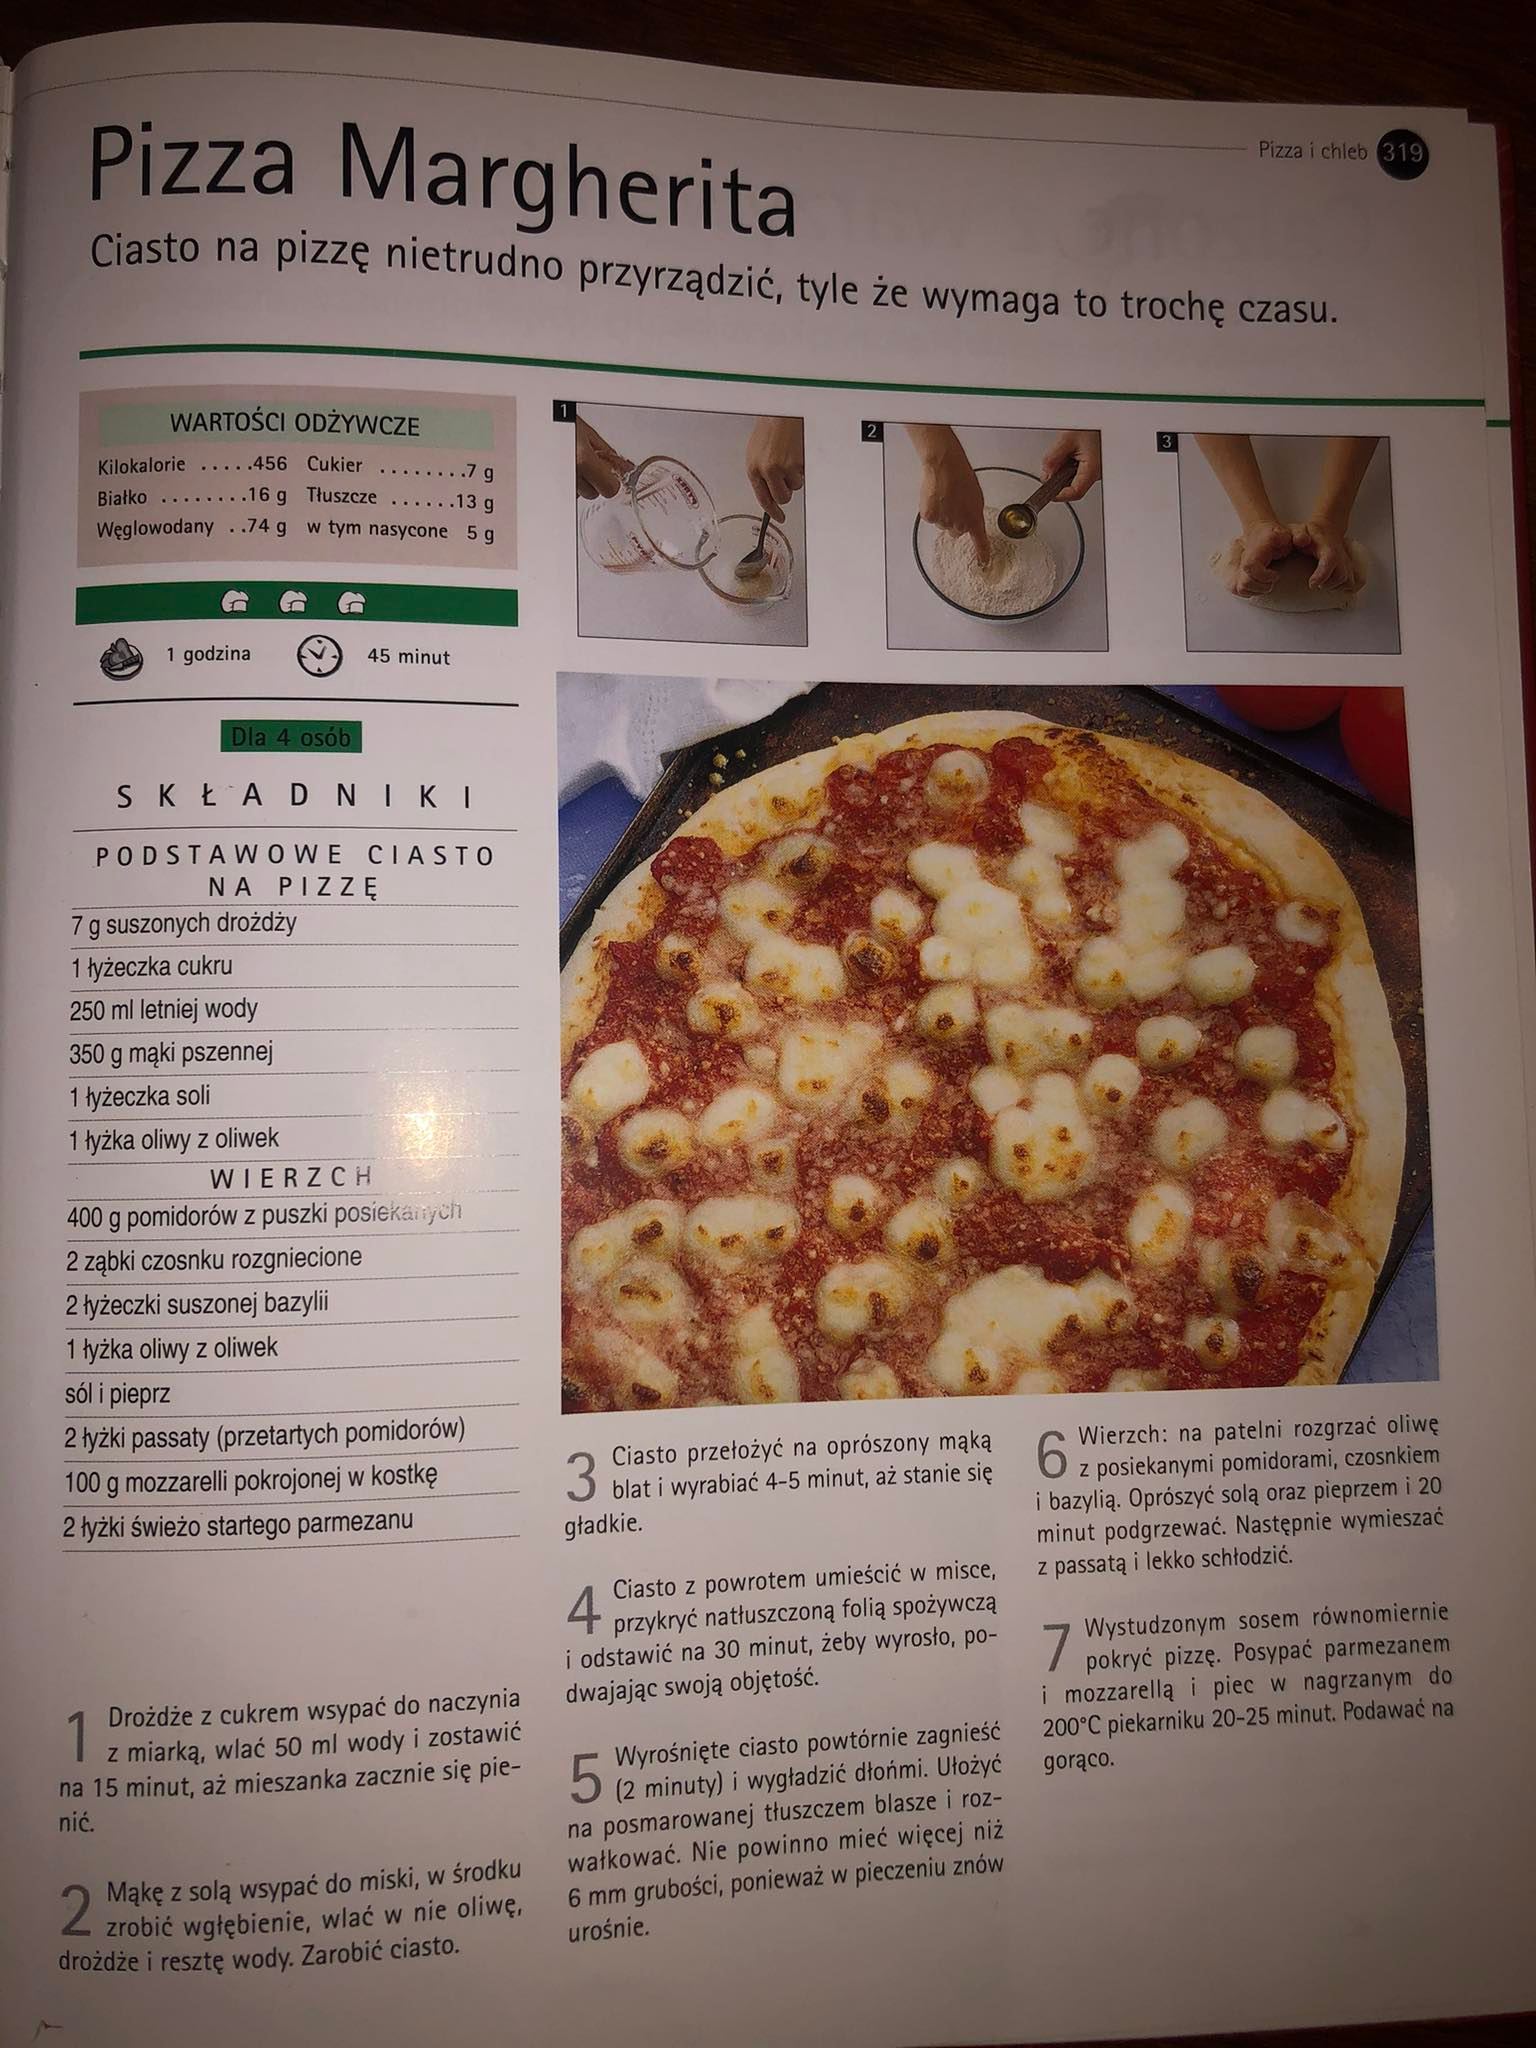 Pizza i chleb 319
Pizza Margherita
Ciasto na pizzę nietrudno przyrządzić, tyle że wymaga to trochę czasu.
WARTOŚCI ODŻYWCZE
Kilokalorie .....456 Cukier ........7 g
Białko ........16 g Tłuszcze ......13 g
Węglowodany ..74 g w tym nasycone 5 g
1 godzina 45 minut
Dla 4 osób
SKŁADNIKI
PODSTAWOWE CIASTO
NA PIZZĘ
7 g suszonych drożdży
1 łyżeczka cukru
250 ml letniej wody
350 g mąki pszennej
1 łyżeczka soli
1 łyżka oliwy z oliwek
WIERZCH
400 g pomidorów z puszki posiekanych
2 ząbki czosnku rozgniecione
2 łyżeczki suszonej bazylii
1 łyżka oliwy z oliwek
sól i pieprz
2 łyżki passaty (przetartych pomidorów)
100 g mozzarelli pokrojonej w kostkę
2 łyżki świeżo startego parmezanu
1 2 3
1 Drożdże z cukrem wsypać do naczynia
z miarką, wlać 50 ml wody i zostawić
na 15 minut, aż mieszanka zacznie się pie-
nić.
2 Mąkę z solą wsypać do miski, w środku
zrobić wgłębienie, wlać w nie oliwę,
drożdże i resztę wody. Zarobić ciasto.
3 Ciasto przełożyć na oprószony mąką
blat i wyrabiać 4-5 minut, aż stanie się
gładkie.
4 Ciasto z powrotem umieścić w misce,
przykryć natłuszczoną folią spożywczą
i odstawić na 30 minut, żeby wyrosło, po-
dwajając swoją objętość.
5 Wyrośnięte ciasto powtórnie zagnieść
(2 minuty) i wygładzić dłońmi. Ułożyć
na posmarowanej tłuszczem blasze i roz-
wałkować. Nie powinno mieć więcej niż
6 mm grubości, ponieważ w pieczeniu znów
urośnie.
6 Wierzch: na patelni rozgrzać oliwę
z posiekanymi pomidorami, czosnkiem
i bazylią. Oprószyć solą oraz pieprzem i 20
minut podgrzewać. Następnie wymieszać
z passatą i lekko schłodzić.
7 Wystudzonym sosem równomiernie
pokryć pizzę. Posypać parmezanem
i mozzarellą i piec w nagrzanym do
200°C piekarniku 20-25 minut. Podawać na
gorąco.